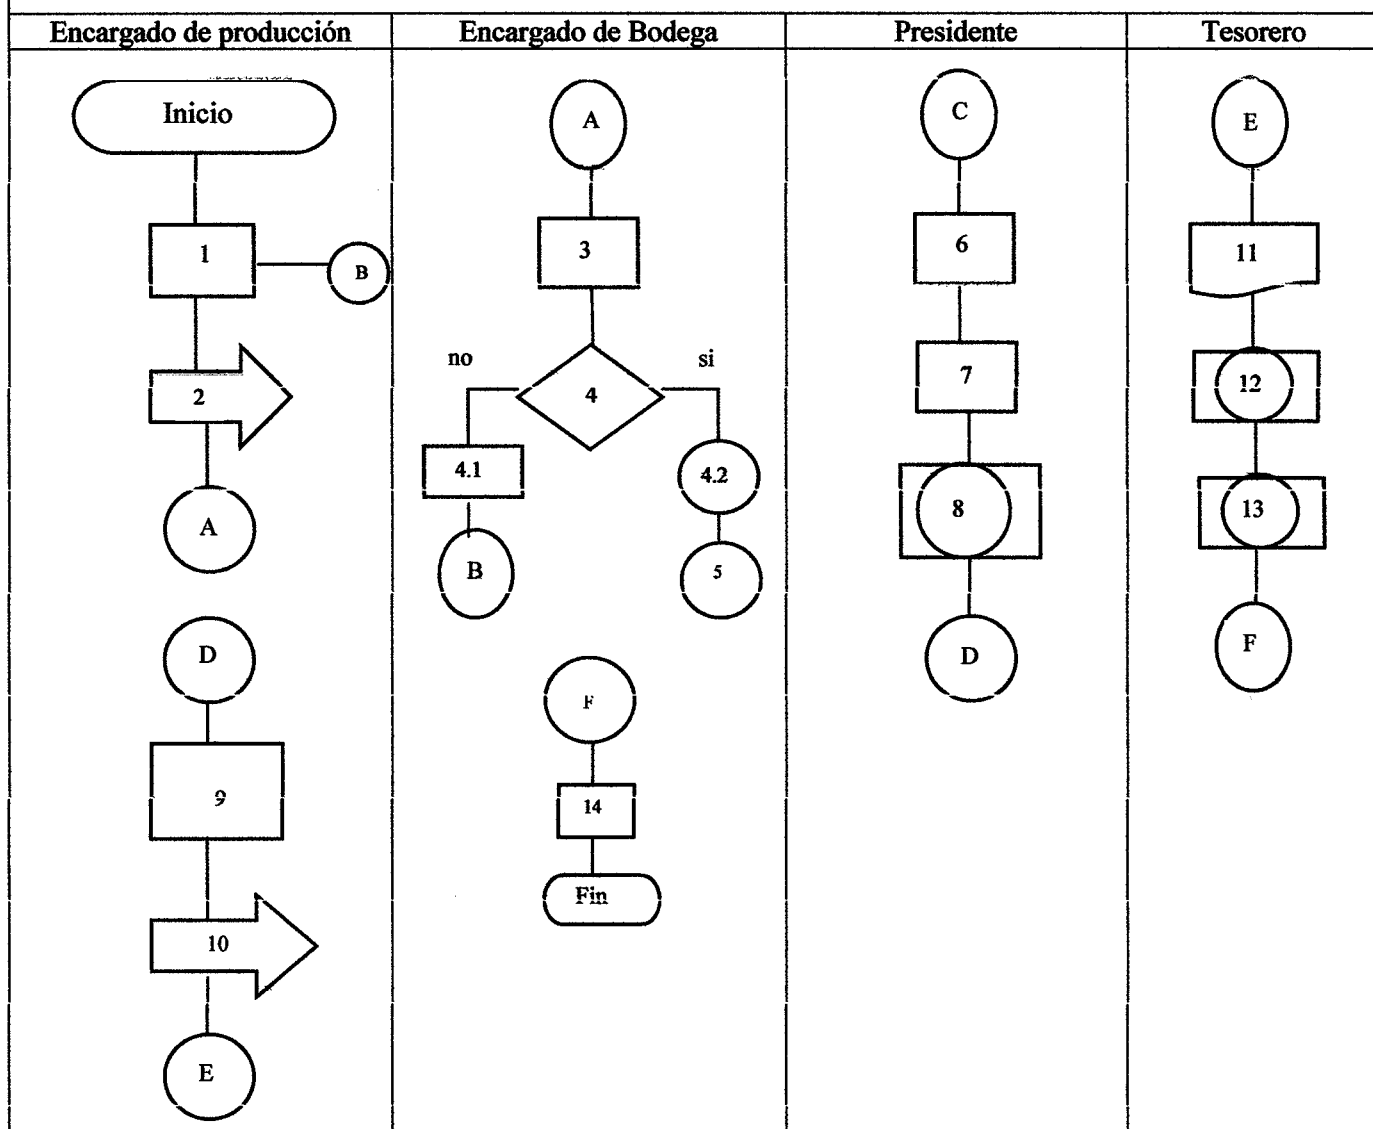 Encargado de producción
Encargado de Bodega
Presidente
Tesorero
Inicio
1
B
2
A
D
9
10
E
A
3
no
si
4
4.1
4.2
B
5
F
14
Fin
C
6
7
8
D
E
11
12
13
F